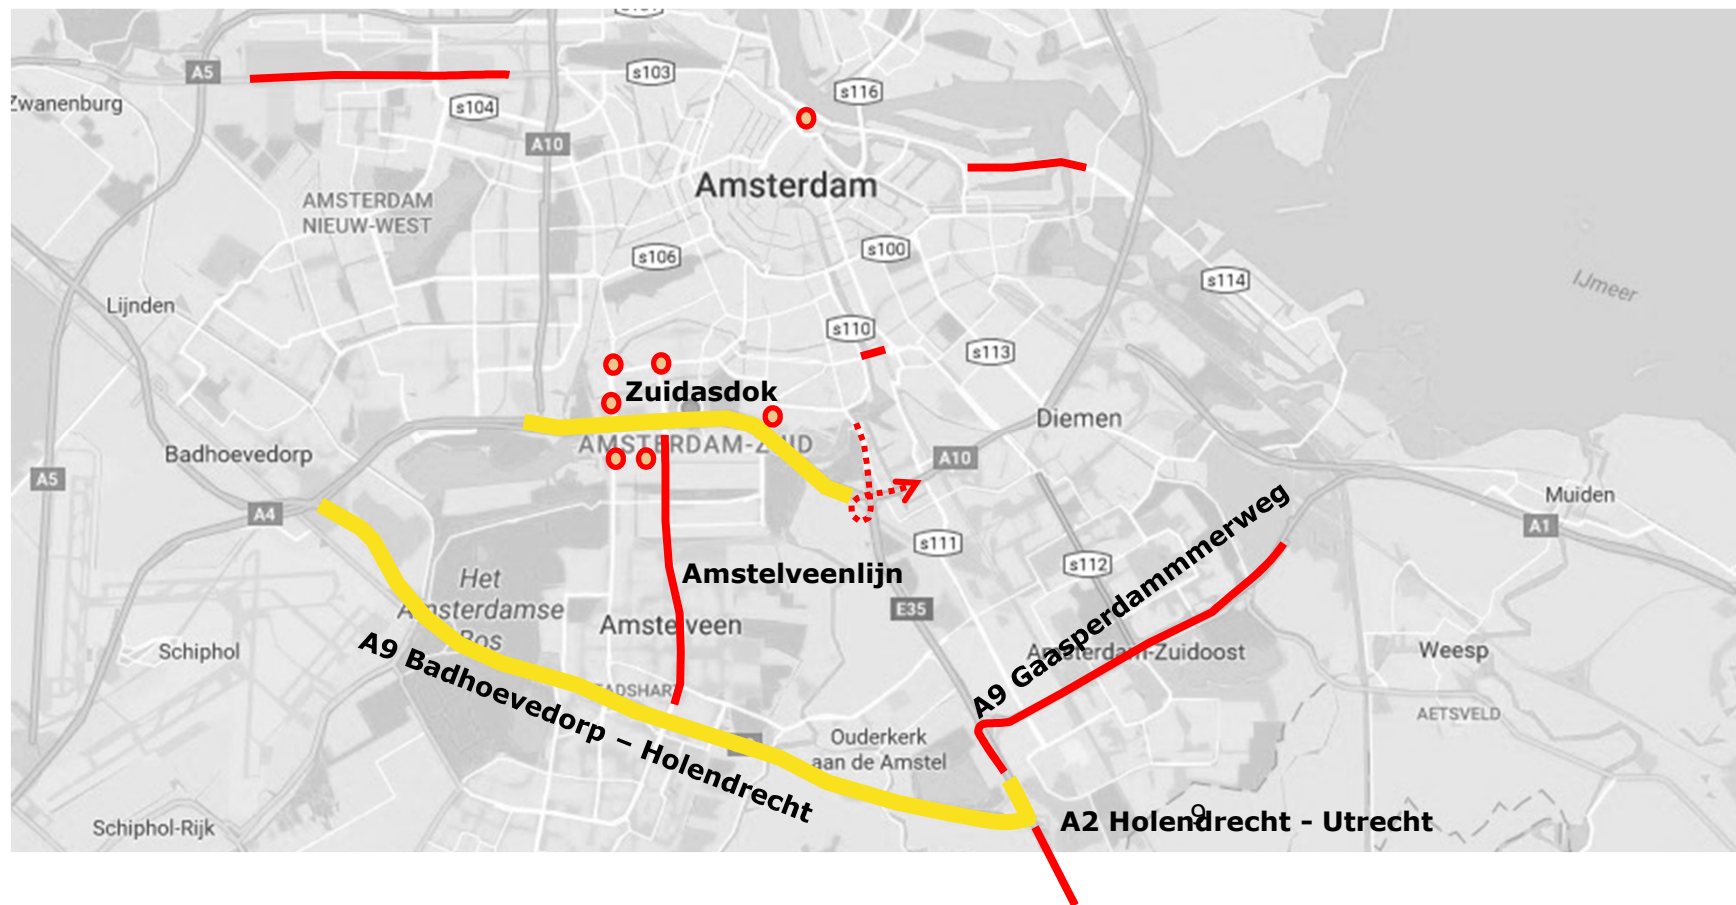 A5
s103
Zwanenburg
s104
s116
A10
Amsterdam
AMSTERDAM
NIEUW-WEST
s106
s100
s114
IJmeer
Lijnden
s110
s113
Zuidasdok
Diemen
AMSTERDAM-ZUID
Badhoevedorp
A10
A5
Muiden
A4
A1
s111
s112
Het
Amsterdamse
Bos
Amstelveenlijn
E35
Amstelveen
A9 Gaasperdammmerweg
Schiphol
Amsterdam-Zuidoost
Weesp
A9 Badhoevedorp – Holendrecht
AETSVELD
Ouderkerk
aan de Amstel
Schiphol-Rijk
A2 Holendrecht - Utrecht
9